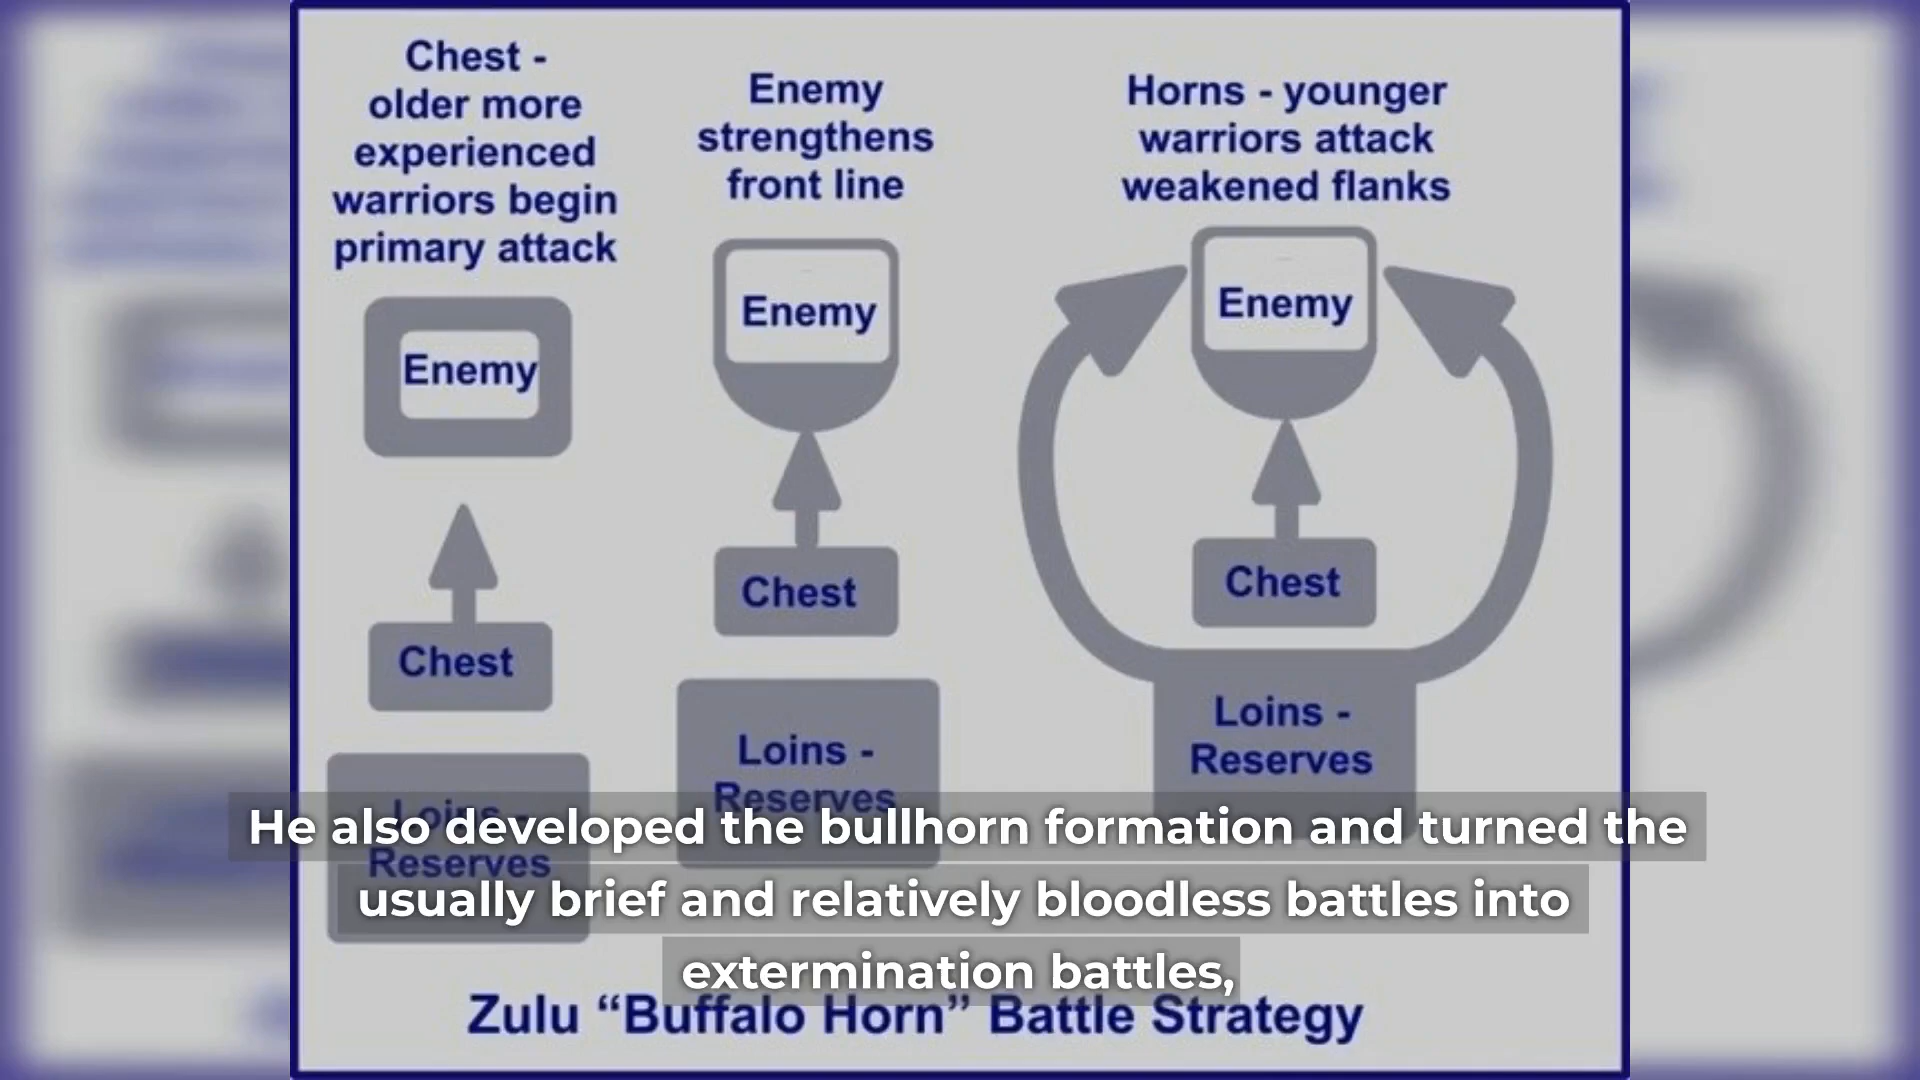 Chest -
older more
experienced
warriors begin
primary attack
Enemy
Chest
Loins -
Reserves
Enemy
strengthens
front line
Enemy
Chest
Loins -
Reserves
Horns - younger
warriors attack
weakened flanks
Enemy
Chest
Loins -
Reserves
He also developed the bullhorn formation and turned the
usually brief and relatively bloodless battles into
extermination battles,
Zulu “Buffalo Horn” Battle Strategy